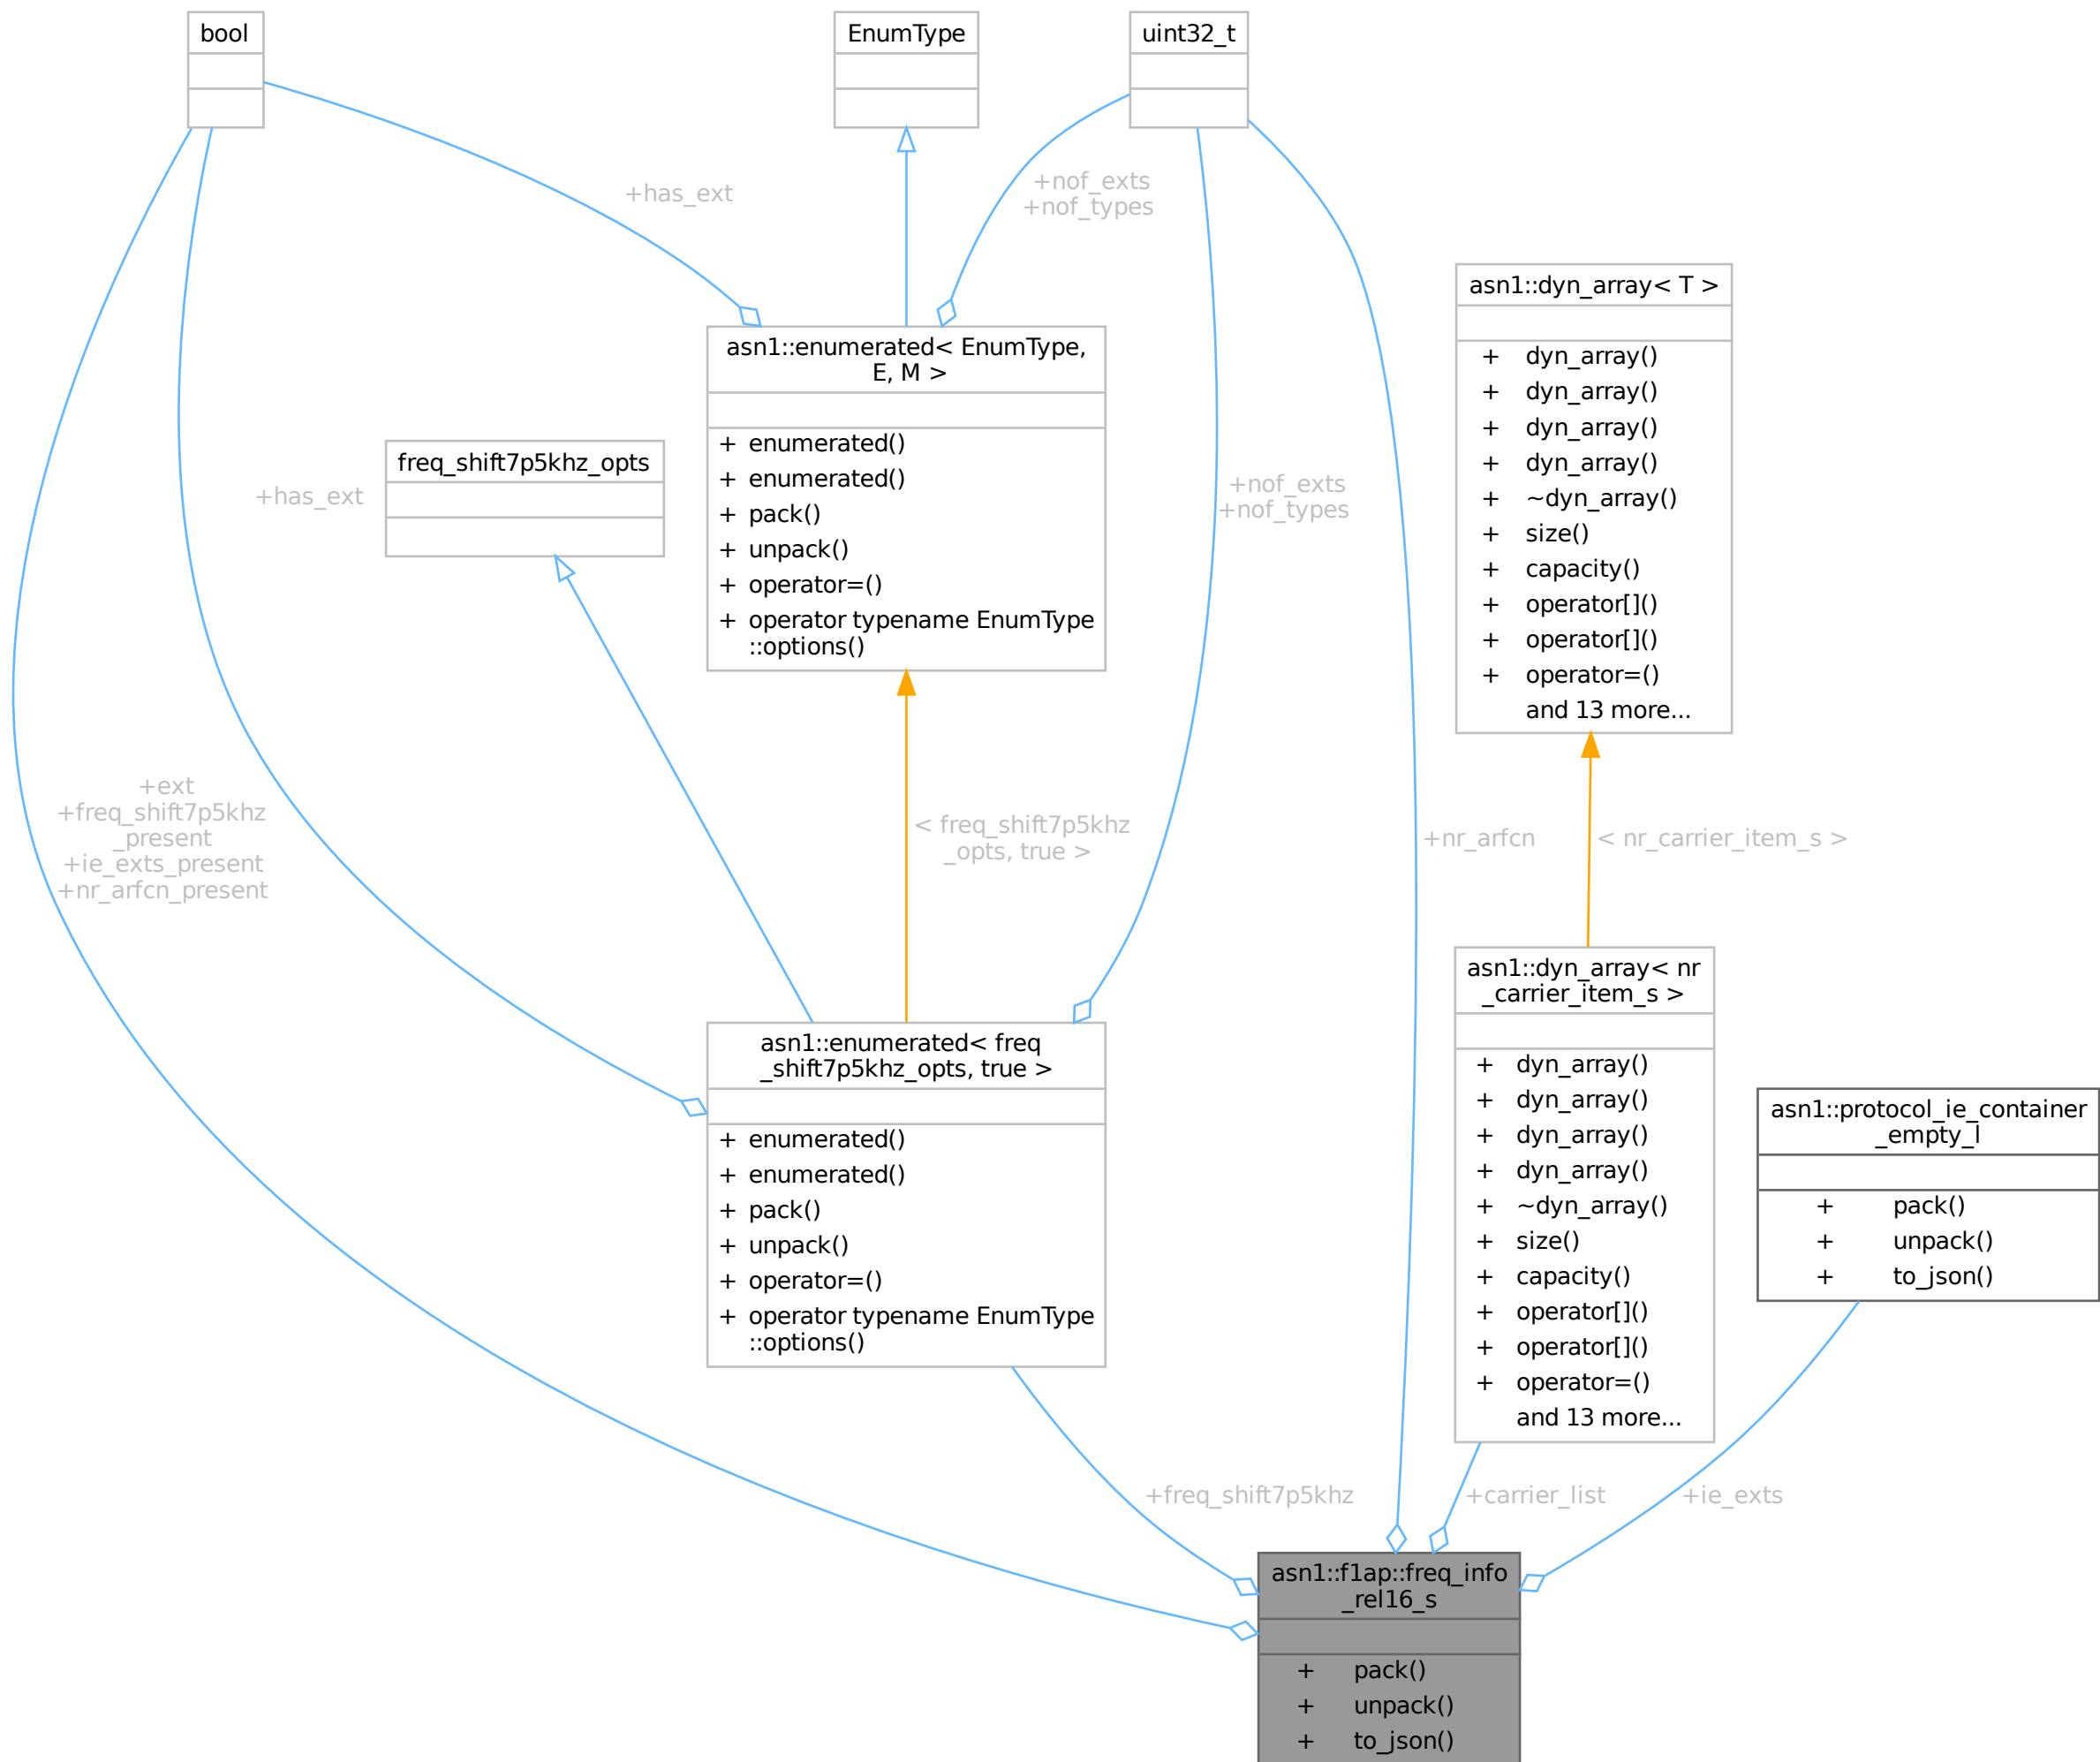 bool
EnumType
uint32_t
+has_ext
+nof_exts
+nof_types
asn1::dyn_array< T >
+ dyn_array()
+ dyn_array()
+ dyn_array()
+ dyn_array()
+ ~dyn_array()
+ size()
+ capacity()
+ operator[]()
+ operator[]()
+ operator=()
and 13 more...
asn1::enumerated< EnumType,
E, M >
+ enumerated()
+ enumerated()
+ pack()
+ unpack()
+ operator=()
+ operator typename EnumType
::options()
freq_shift7p5khz_opts
+has_ext
+nof_exts
+nof_types
+ext
+freq_shift7p5khz
_present
+ie_exts_present
+nr_arfcn_present
< freq_shift7p5khz
_opts, true >
+nr_arfcn
< nr_carrier_item_s >
asn1::enumerated< freq
_shift7p5khz_opts, true >
+ enumerated()
+ enumerated()
+ pack()
+ unpack()
+ operator=()
+ operator typename EnumType
::options()
asn1::dyn_array< nr
_carrier_item_s >
+ dyn_array()
+ dyn_array()
+ dyn_array()
+ dyn_array()
+ ~dyn_array()
+ size()
+ capacity()
+ operator[]()
+ operator[]()
+ operator=()
and 13 more...
asn1::protocol_ie_container
_empty_l
+ pack()
+ unpack()
+ to_json()
+freq_shift7p5khz
+carrier_list
+ie_exts
asn1::f1ap::freq_info
_rel16_s
+ pack()
+ unpack()
+ to_json()